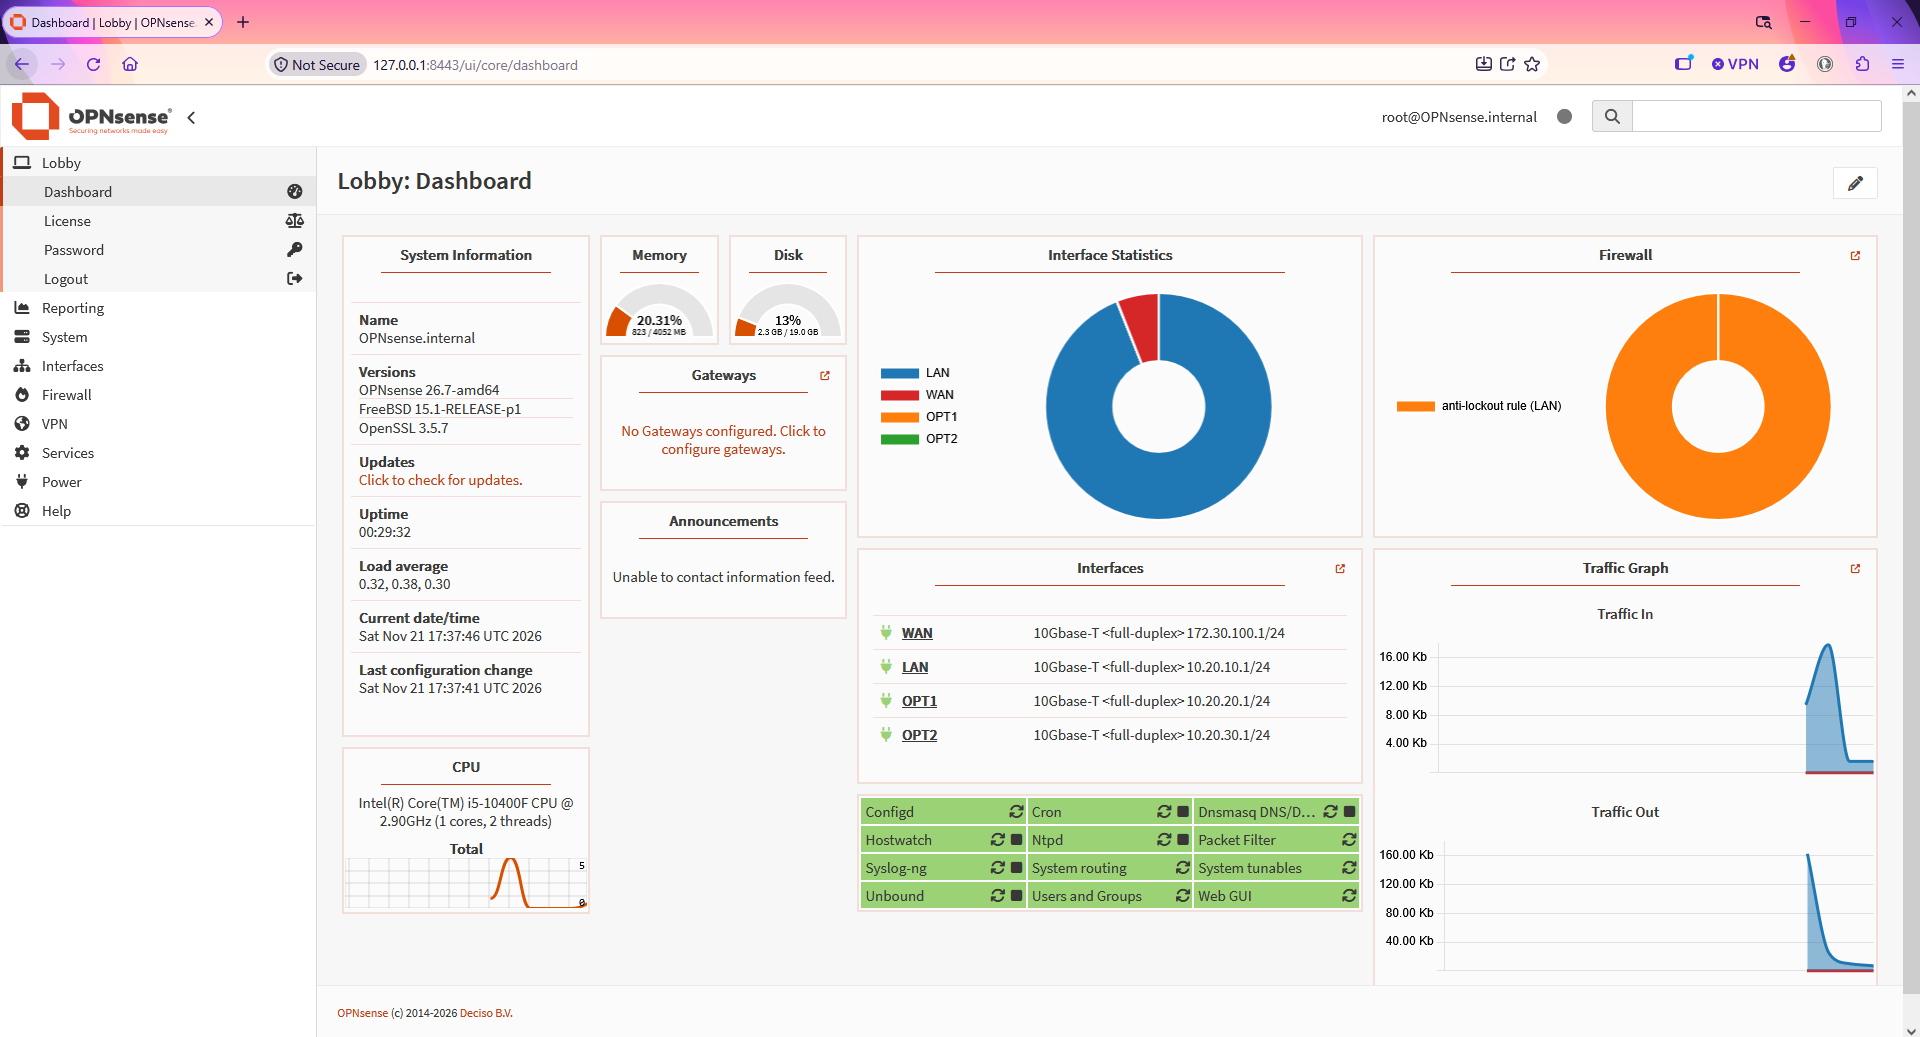 Dashboard | Lobby | OPNsense.
Not Secure
127.0.0.1:8443/ui/core/dashboard
VPN
OPNsense®
Securing networks made easy
root@OPNsense.internal
Lobby
Dashboard
License
Password
Logout
Reporting
System
Interfaces
Firewall
VPN
Services
Power
Help
Lobby: Dashboard
System Information
Name
OPNsense.internal
Versions
OPNsense 26.7-amd64
FreeBSD 15.1-RELEASE-p1
OpenSSL 3.5.7
Updates
Click to check for updates.
Uptime
00:29:32
Load average
0.32, 0.38, 0.30
Current date/time
Sat Nov 21 17:37:46 UTC 2026
Last configuration change
Sat Nov 21 17:37:41 UTC 2026
CPU
Intel(R) Core(TM) i5-10400F CPU @
2.90GHz (1 cores, 2 threads)
Total
5
0
Memory
20.31%
823 / 4052 MB
Disk
13%
2.3 GB / 19.0 GB
Gateways
No Gateways configured. Click to
configure gateways.
Announcements
Unable to contact information feed.
Interface Statistics
LAN
WAN
OPT1
OPT2
Interfaces
WAN 10Gbase-T <full-duplex> 172.30.100.1/24
LAN 10Gbase-T <full-duplex> 10.20.10.1/24
OPT1 10Gbase-T <full-duplex> 10.20.20.1/24
OPT2 10Gbase-T <full-duplex> 10.20.30.1/24
Configd Cron Dnsmasq DNS/D...
Hostwatch Ntpd Packet Filter
Syslog-ng System routing System tunables
Unbound Users and Groups Web GUI
Firewall
anti-lockout rule (LAN)
Traffic Graph
Traffic In
16.00 Kb
12.00 Kb
8.00 Kb
4.00 Kb
Traffic Out
160.00 Kb
120.00 Kb
80.00 Kb
40.00 Kb
OPNsense (c) 2014-2026 Deciso B.V.